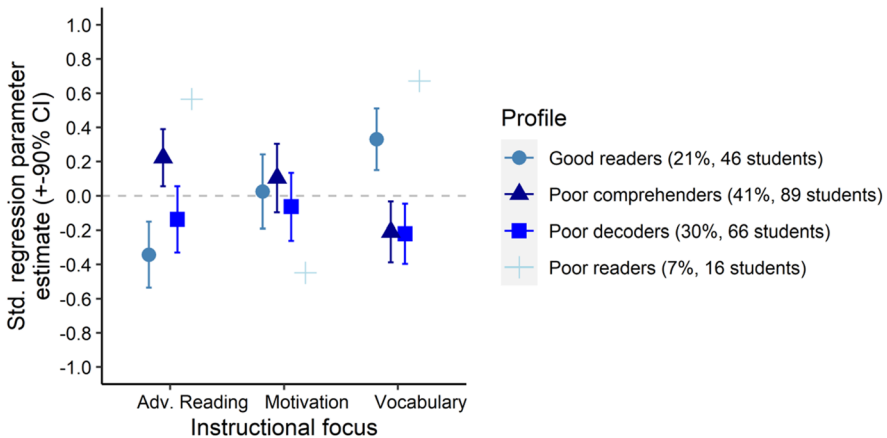 Std. regression parameter
estimate (+-90% CI)
1.0
0.8
0.6
0.4
0.2
0.0
-0.2
-0.4
-0.6
-0.8
-1.0
Adv. Reading Motivation Vocabulary
Instructional focus
Profile
Good readers (21%, 46 students)
Poor comprehenders (41%, 89 students)
Poor decoders (30%, 66 students)
Poor readers (7%, 16 students)